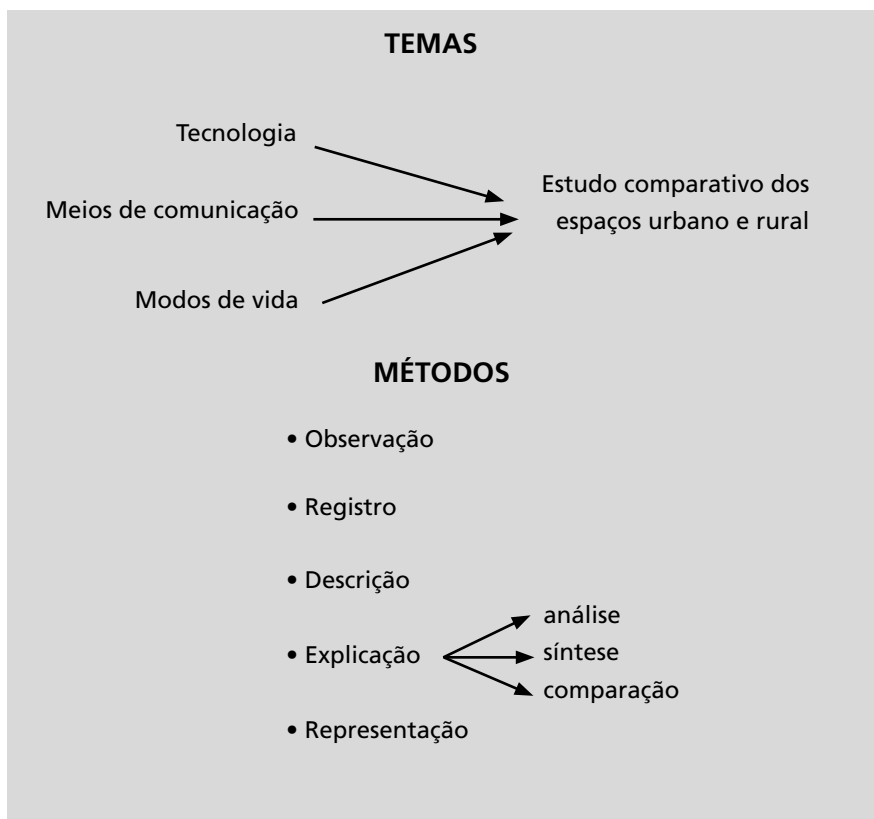 TEMAS
Tecnologia
Meios de comunicação
Modos de vida
Estudo comparativo dos
espaços urbano e rural
MÉTODOS
• Observação
• Registro
• Descrição
• Explicação
análise
síntese
comparação
• Representação